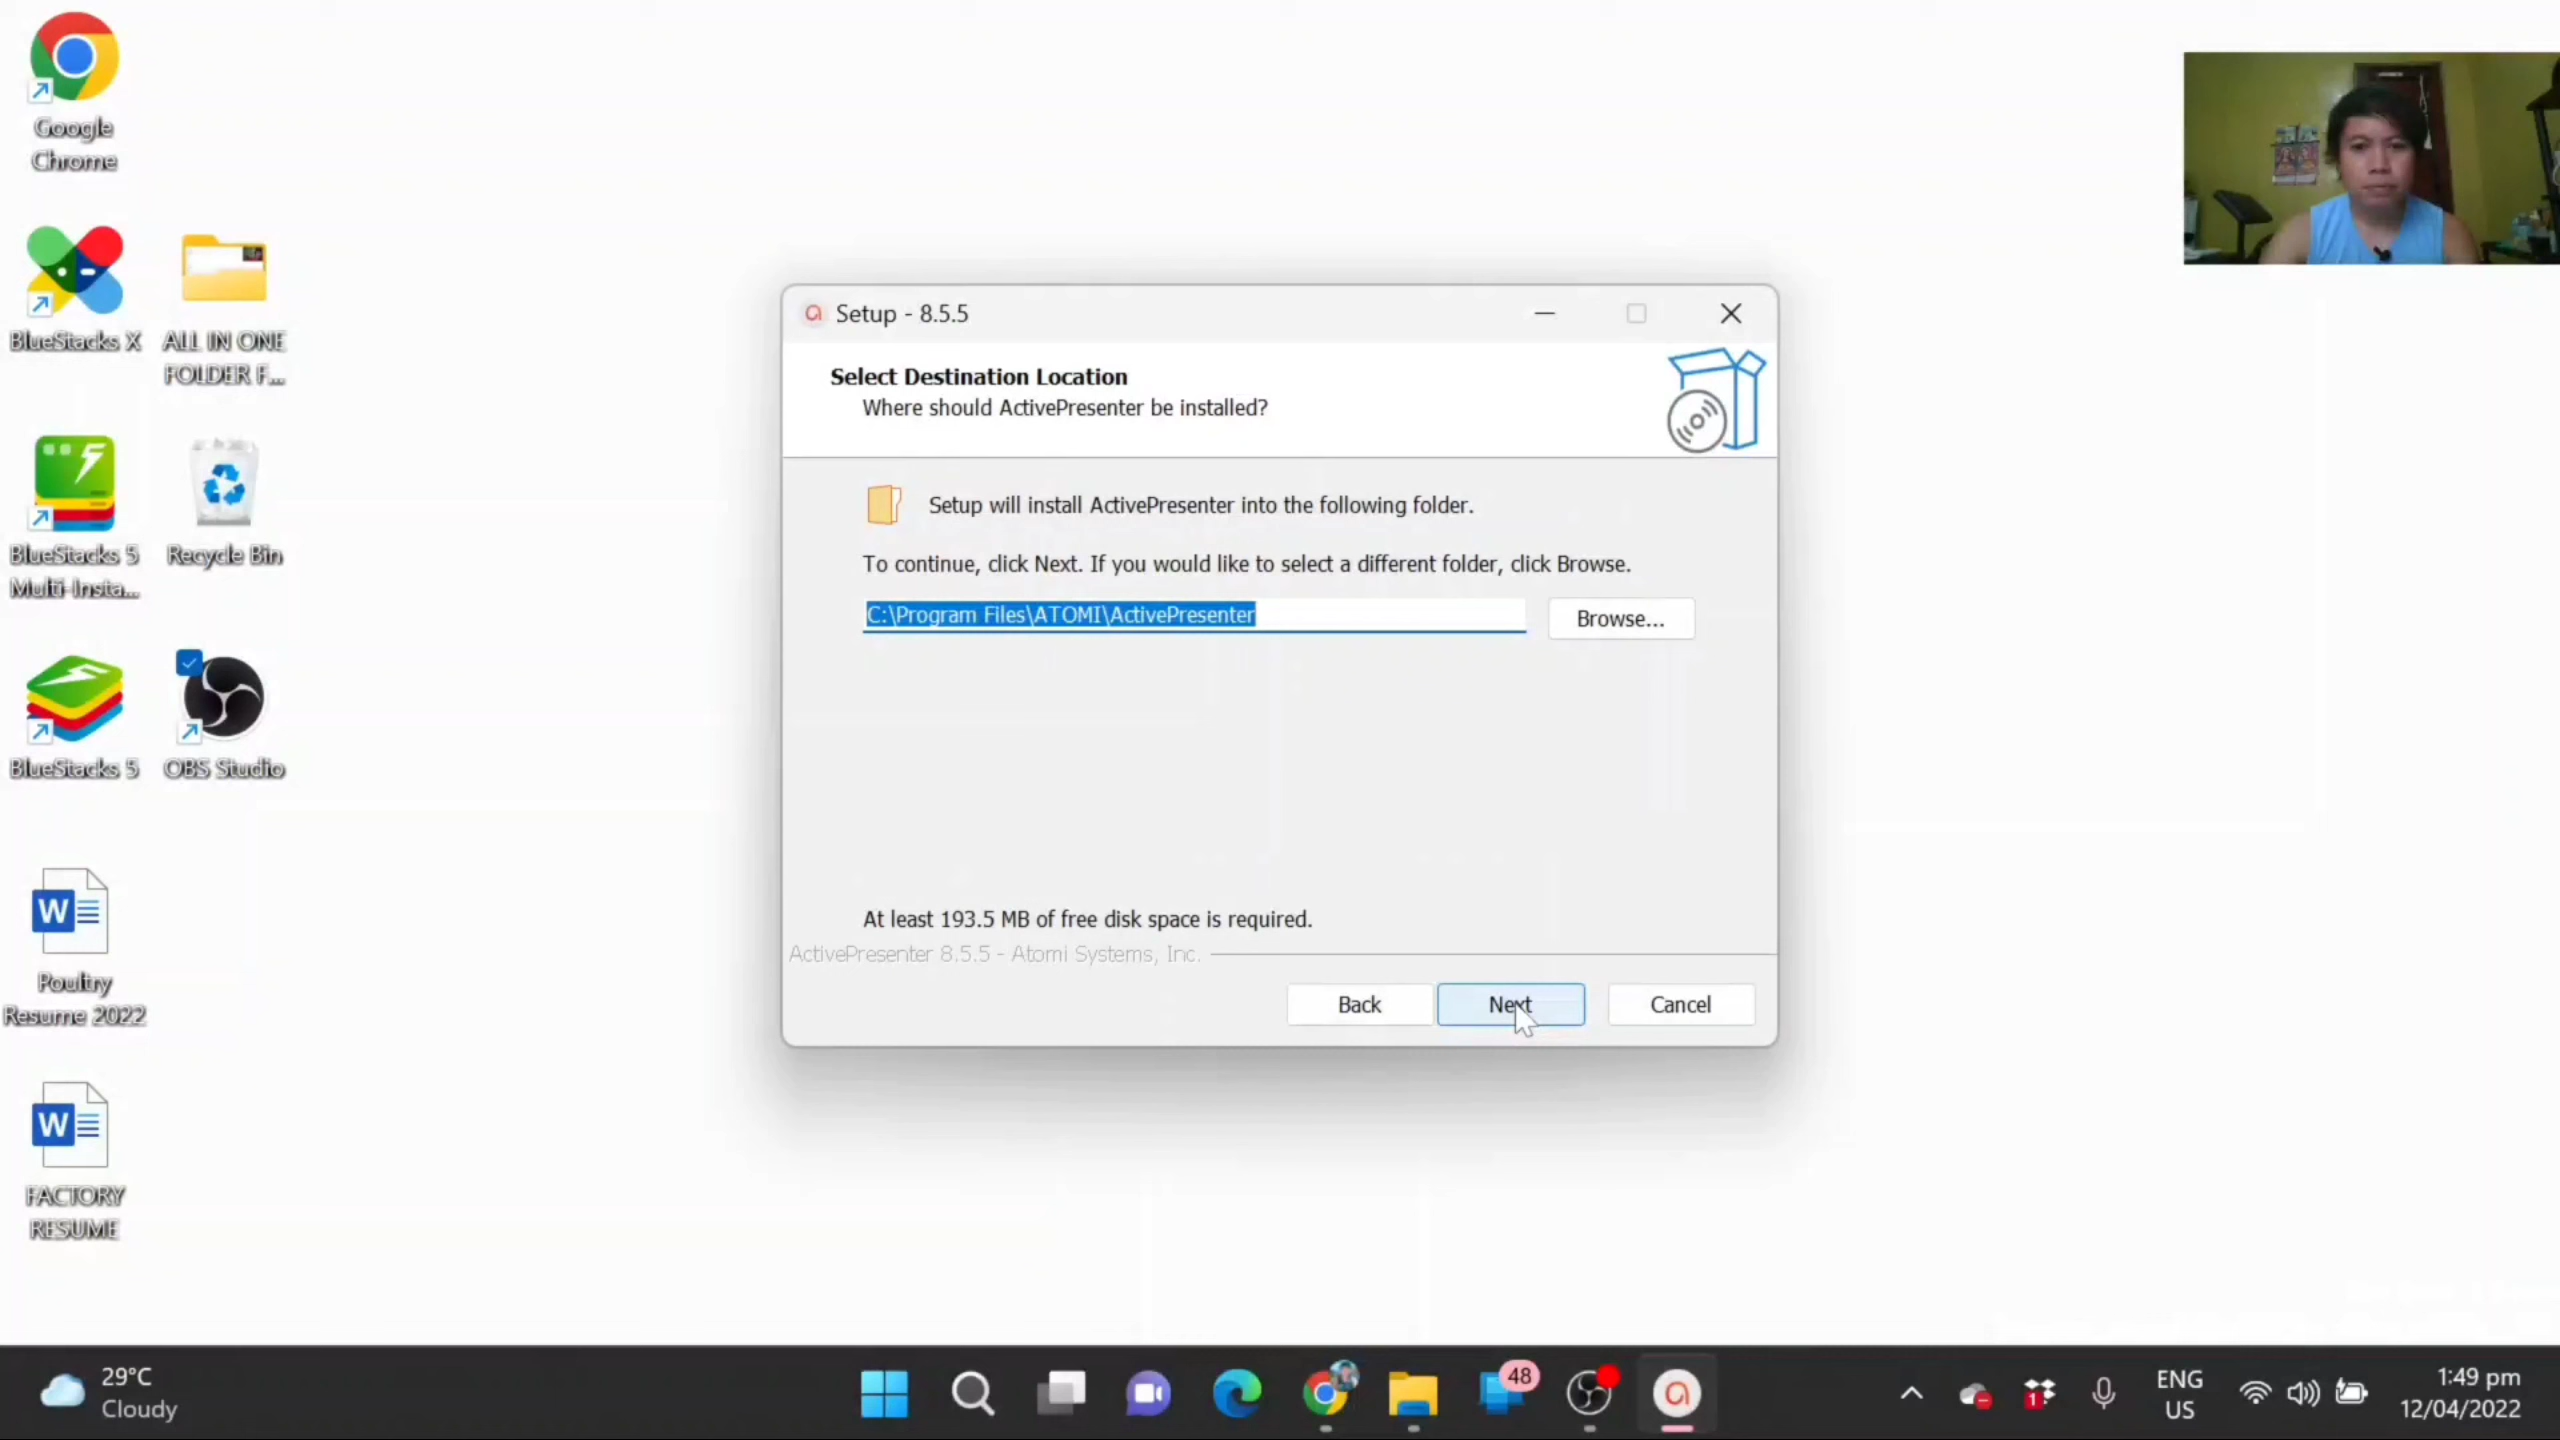 Google
Chrome
BlueStacks X
ALL IN ONE
FOLDER F...
BlueStacks 5
Multi-Insta...
Recycle Bin
BlueStacks 5
OBS Studio
Poultry
Resume 2022
FACTORY
RESUME
Setup - 8.5.5
Select Destination Location
Where should ActivePresenter be installed?
Setup will install ActivePresenter into the following folder.
To continue, click Next. If you would like to select a different folder, click Browse.
C:\Program Files\ATOMI\ActivePresenter
Browse...
At least 193.5 MB of free disk space is required.
ActivePresenter 8.5.5 - Atomi Systems, Inc.
Back
Next
Cancel
29°C
Cloudy
48
1
ENG
US
1:49 pm
12/04/2022